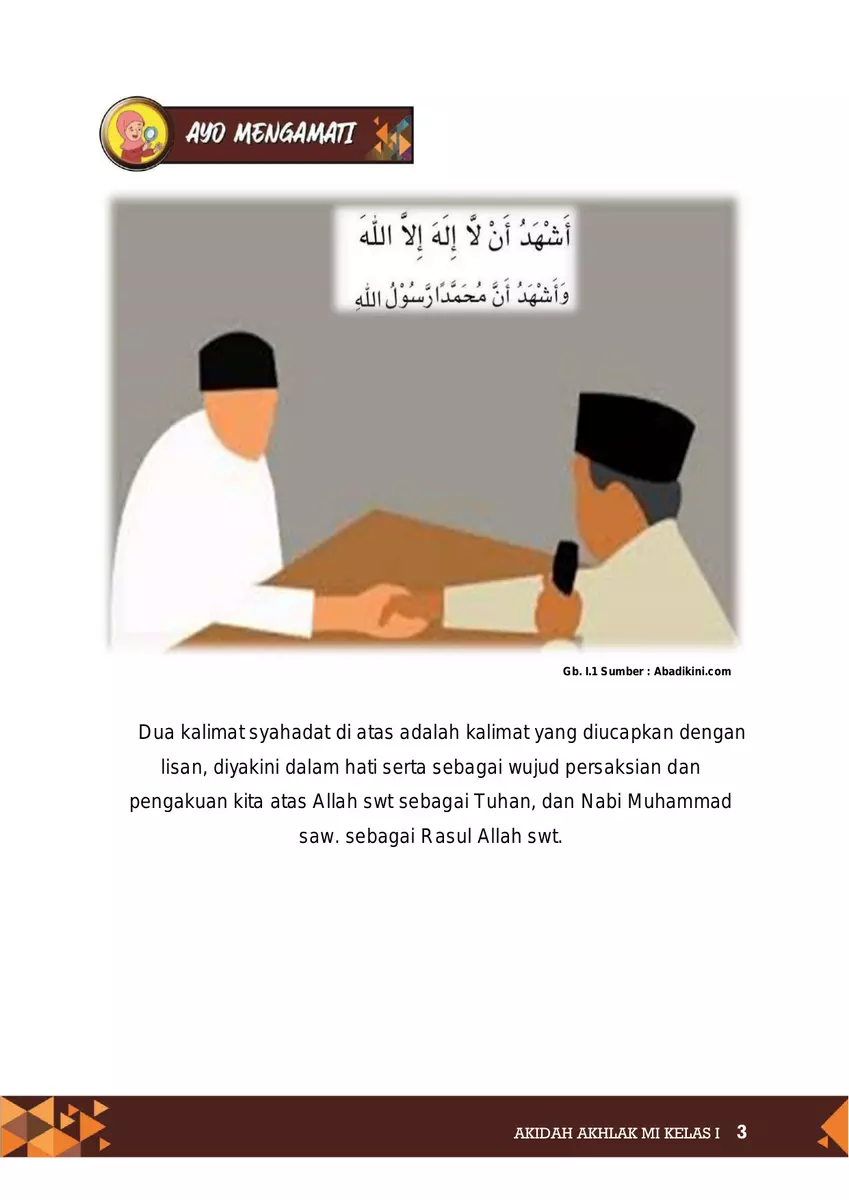 AYO MENGAMATI
أَشْهَدُ أَنْ لَّا إِلَهَ إِلاَّ اللهَ
وَأَشْهَدُ أَنَّ مُحَمَّدًا رَّسُوْلُ اللهِ
Gb. I.1 Sumber : Abadikini.com
Dua kalimat syahadat di atas adalah kalimat yang diucapkan dengan
lisan, diyakini dalam hati serta sebagai wujud persaksian dan
pengakuan kita atas Allah swt sebagai Tuhan, dan Nabi Muhammad
saw. sebagai Rasul Allah swt.
AKIDAH AKHLAK MI KELAS I 3